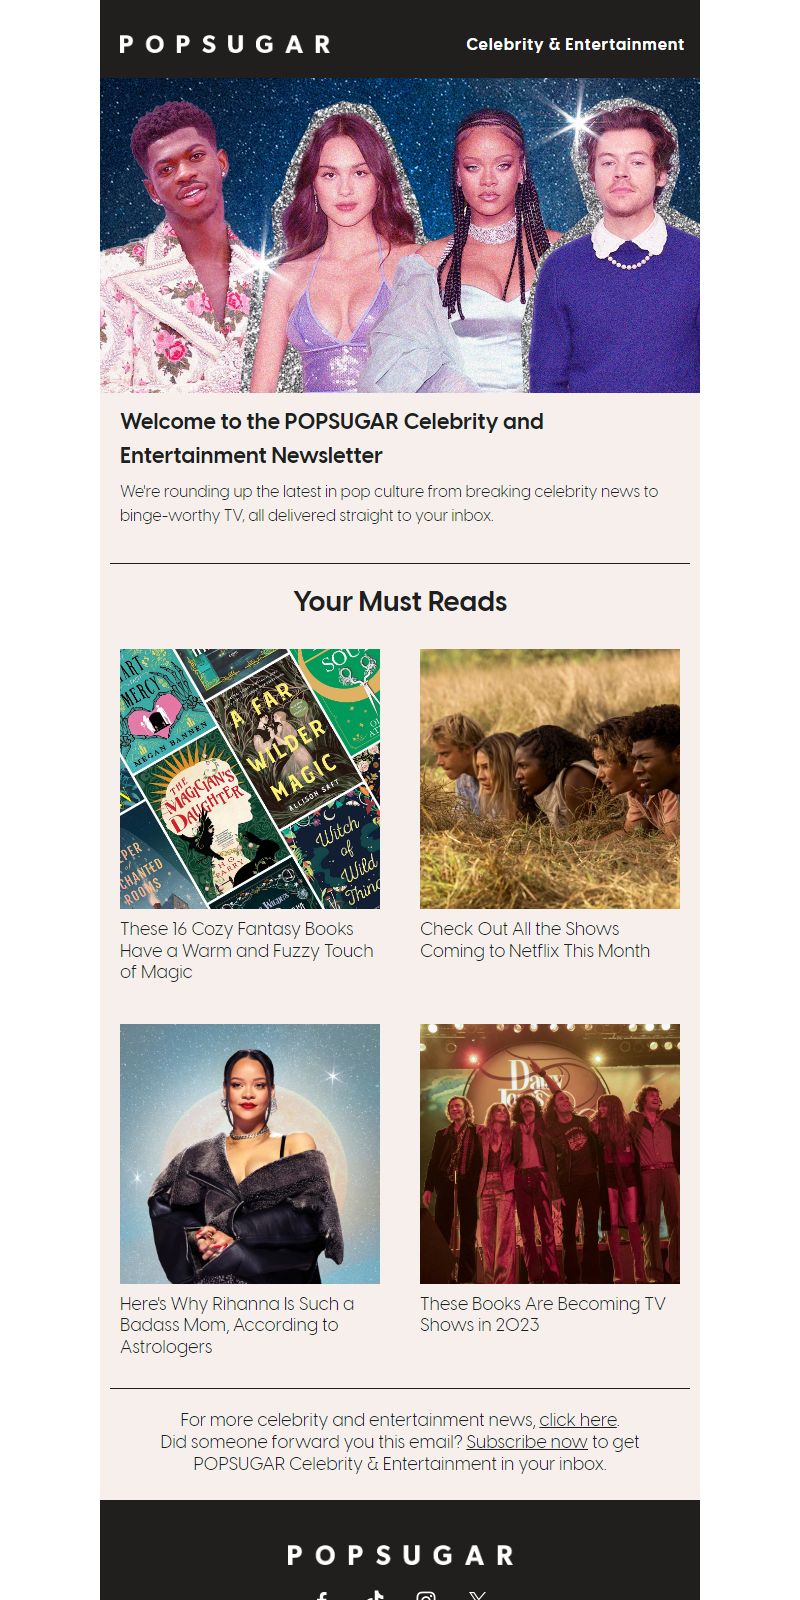 POPSUGAR
Celebrity & Entertainment
Welcome to the POPSUGAR Celebrity and
Entertainment Newsletter
We're rounding up the latest in pop culture from breaking celebrity news to
binge-worthy TV, all delivered straight to your inbox.
Your Must Reads
MERCY
MEGAN BANNEN
SOU
A FAR
WILDER
MAGIC
ALLISON SAFT
THE
MAGICIAN'S
DAUGHTER
H.G.
PARRY
Witch
of
Wild
Thing
These 16 Cozy Fantasy Books
Have a Warm and Fuzzy Touch
of Magic
Check Out All the Shows
Coming to Netflix This Month
Here's Why Rihanna Is Such a
Badass Mom, According to
Astrologers
These Books Are Becoming TV
Shows in 2023
For more celebrity and entertainment news, click here.
Did someone forward you this email? Subscribe now to get
POPSUGAR Celebrity & Entertainment in your inbox.
POPSUGAR